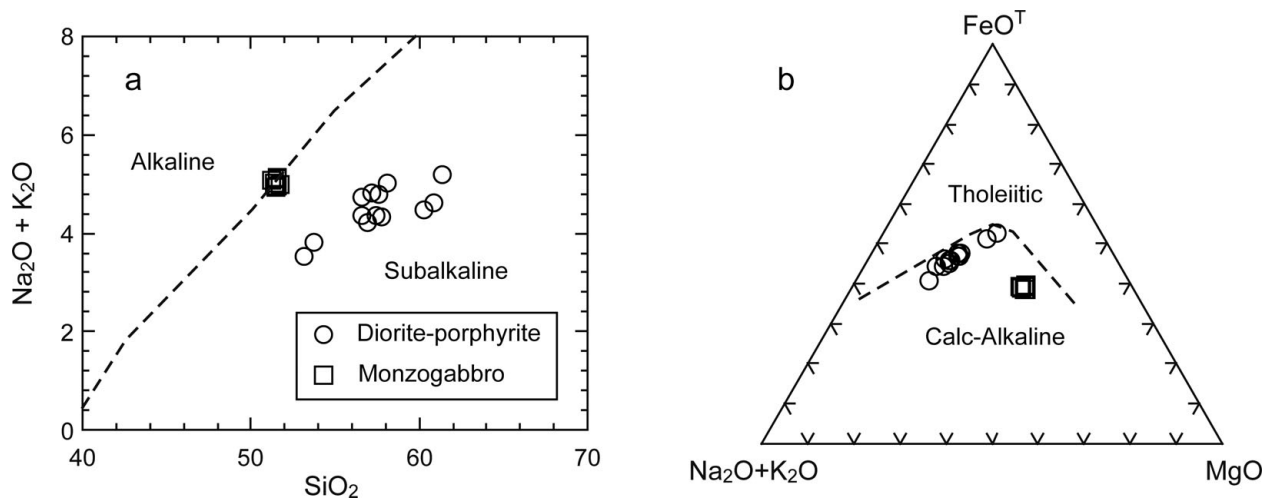 a
8
6
4
2
0
Na₂O + K₂O
Alkaline
Subalkaline
Diorite-porphyrite
Monzogabbro
40 50 60 70
SiO₂
b
FeOᵀ
Tholeiitic
Calc-Alkaline
Na₂O+K₂O
MgO